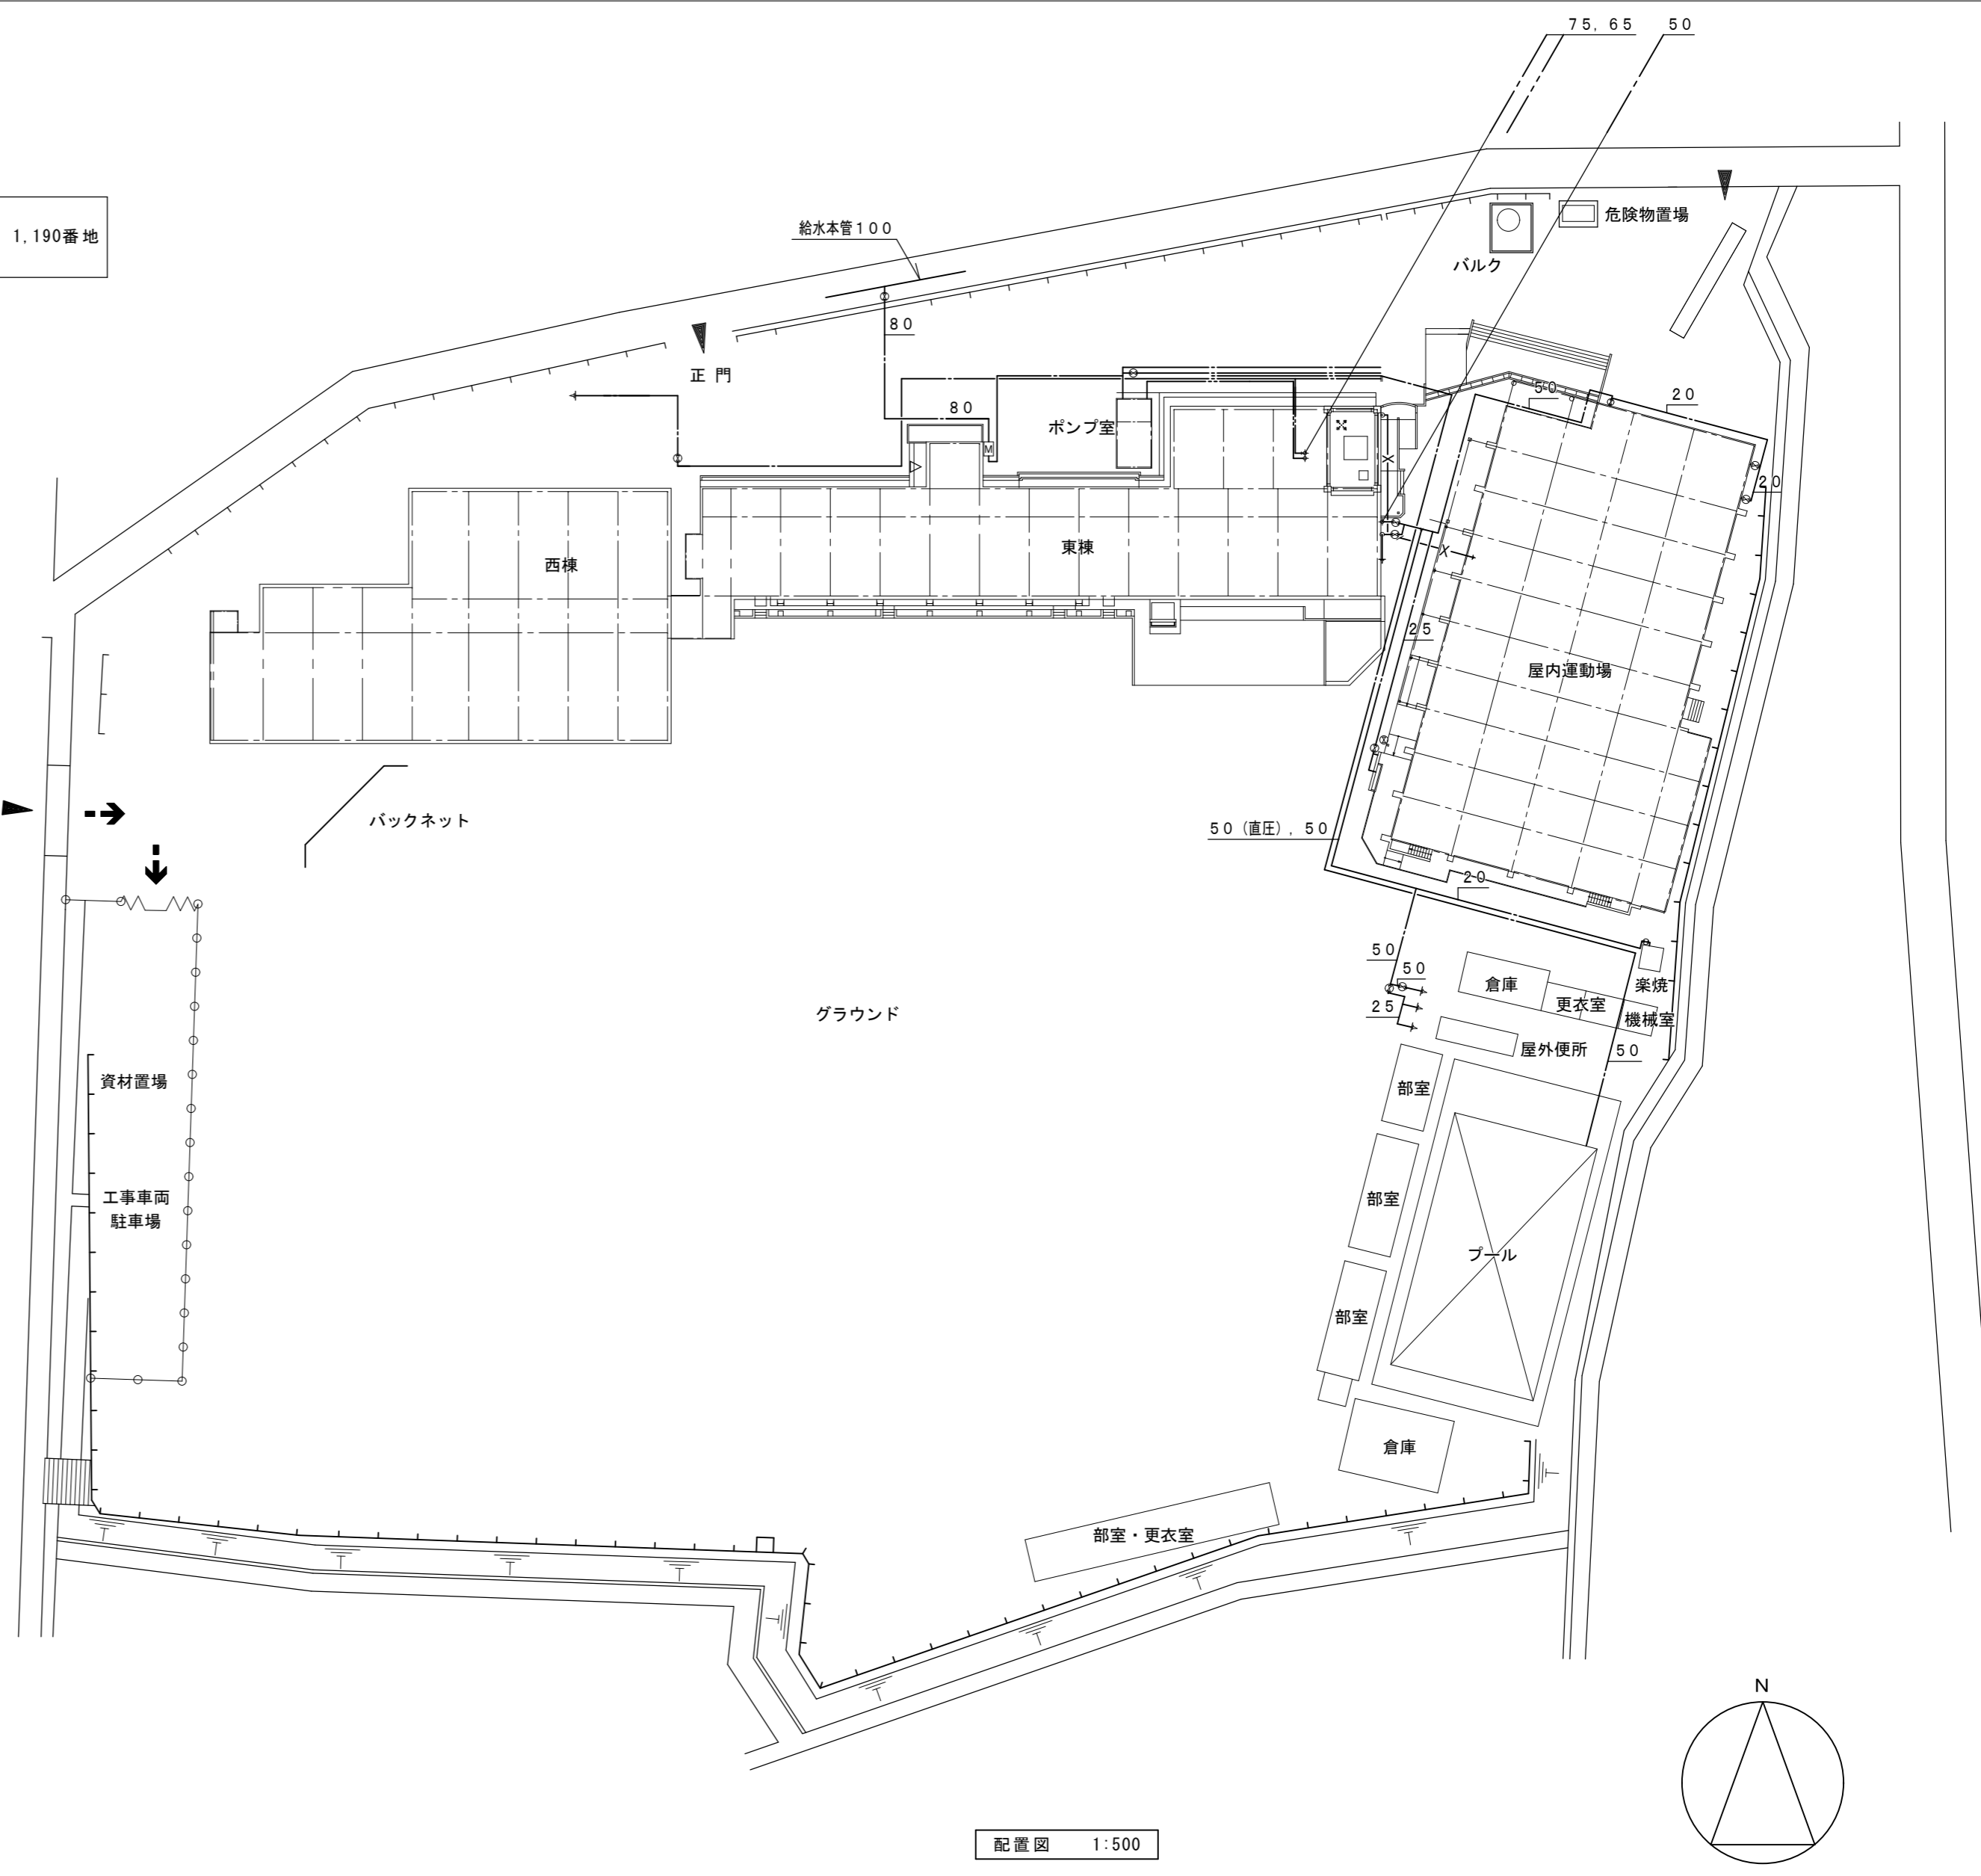 75, 65
50
1,190番地
給水本管100
危険物置場
バルク
80
正門
80
ポンプ室
M
50
20
20
東棟
西棟
25
屋内運動場
バックネット
50(直圧), 50
20
50
50
25
倉庫
更衣室
楽焼
機械室
グラウンド
屋外便所
50
資材置場
部室
工事車両
駐車場
部室
プール
部室
倉庫
部室・更衣室
N
配置図 1:500